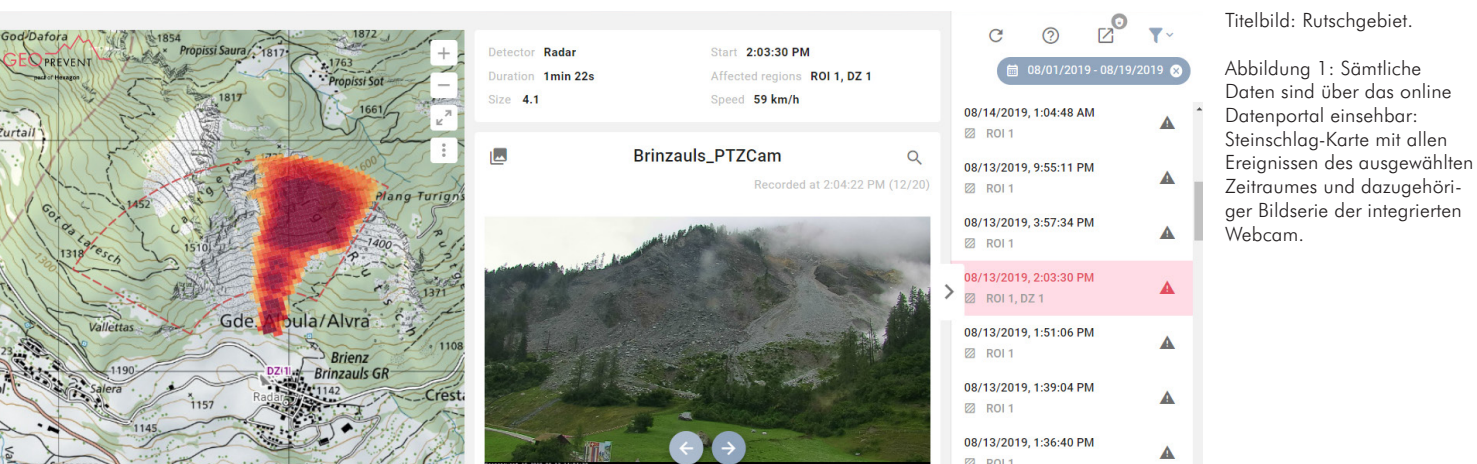 God Dafora
1854
1872
GEOPREVENT
part of Hexagon
Propissi Saura
1817
1763
Propissi Sot
1817
1661
Zurtail
1600
Plang Turigns
1452
Got da Laresch
1510
1318
1300
1400
1371
Vallettas
Gde. Albula/Alvra
1108
Brienz
Brinzauls GR
1190
DZ 1
Salera
1142
Radar
1157
Cresta
1145
Detector Radar
Start 2:03:30 PM
Duration 1min 22s
Affected regions ROI 1, DZ 1
Size 4.1
Speed 59 km/h
Brinzauls_PTZCam
Recorded at 2:04:22 PM (12/20)
08/01/2019 - 08/19/2019
08/14/2019, 1:04:48 AM
ROI 1
08/13/2019, 9:55:11 PM
ROI 1
08/13/2019, 3:57:34 PM
ROI 1
08/13/2019, 2:03:30 PM
ROI 1, DZ 1
08/13/2019, 1:51:06 PM
ROI 1
08/13/2019, 1:39:04 PM
ROI 1
08/13/2019, 1:36:40 PM
ROI 1
Titelbild: Rutschgebiet.
Abbildung 1: Sämtliche
Daten sind über das online
Datenportal einsehbar:
Steinschlag-Karte mit allen
Ereignissen des ausgewählten
Zeitraumes und dazugehöri-
ger Bildserie der integrierten
Webcam.